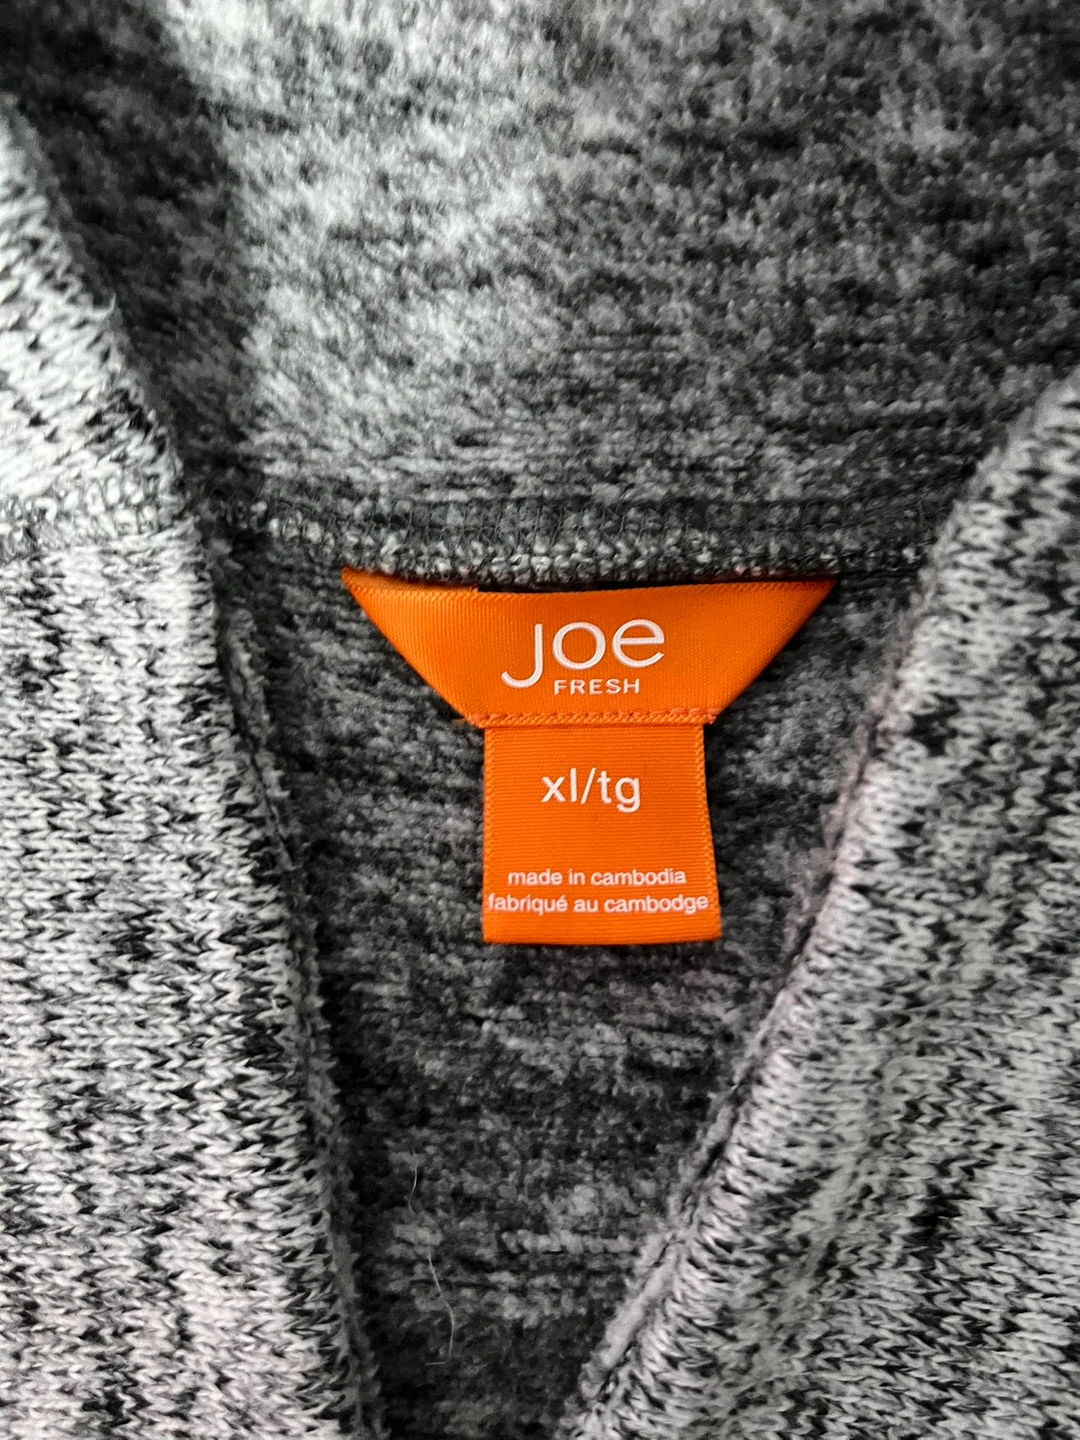 joe
FRESH
xl/tg
made in cambodia
fabriqué au cambodge